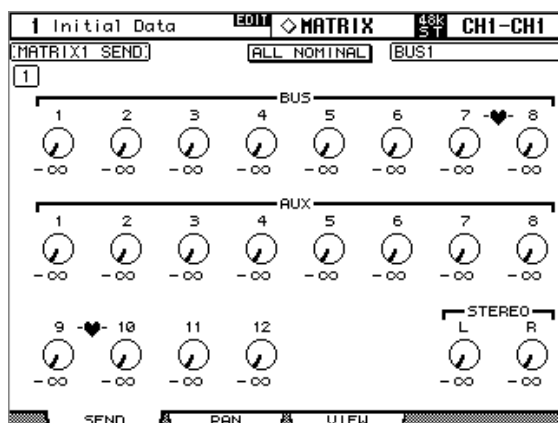 1 Initial Data EDIT ◇MATRIX 48K ST CH1-CH1
MATRIX1 SEND ALL NOMINAL BUS1
1
BUS
1 2 3 4 5 6 7 -♥- 8
-∞ -∞ -∞ -∞ -∞ -∞ -∞ -∞
AUX
1 2 3 4 5 6 7 8
-∞ -∞ -∞ -∞ -∞ -∞ -∞ -∞
STEREO
9 -♥- 10 11 12 L R
-∞ -∞ -∞ -∞ -∞ -∞
SEND PAN VIEW